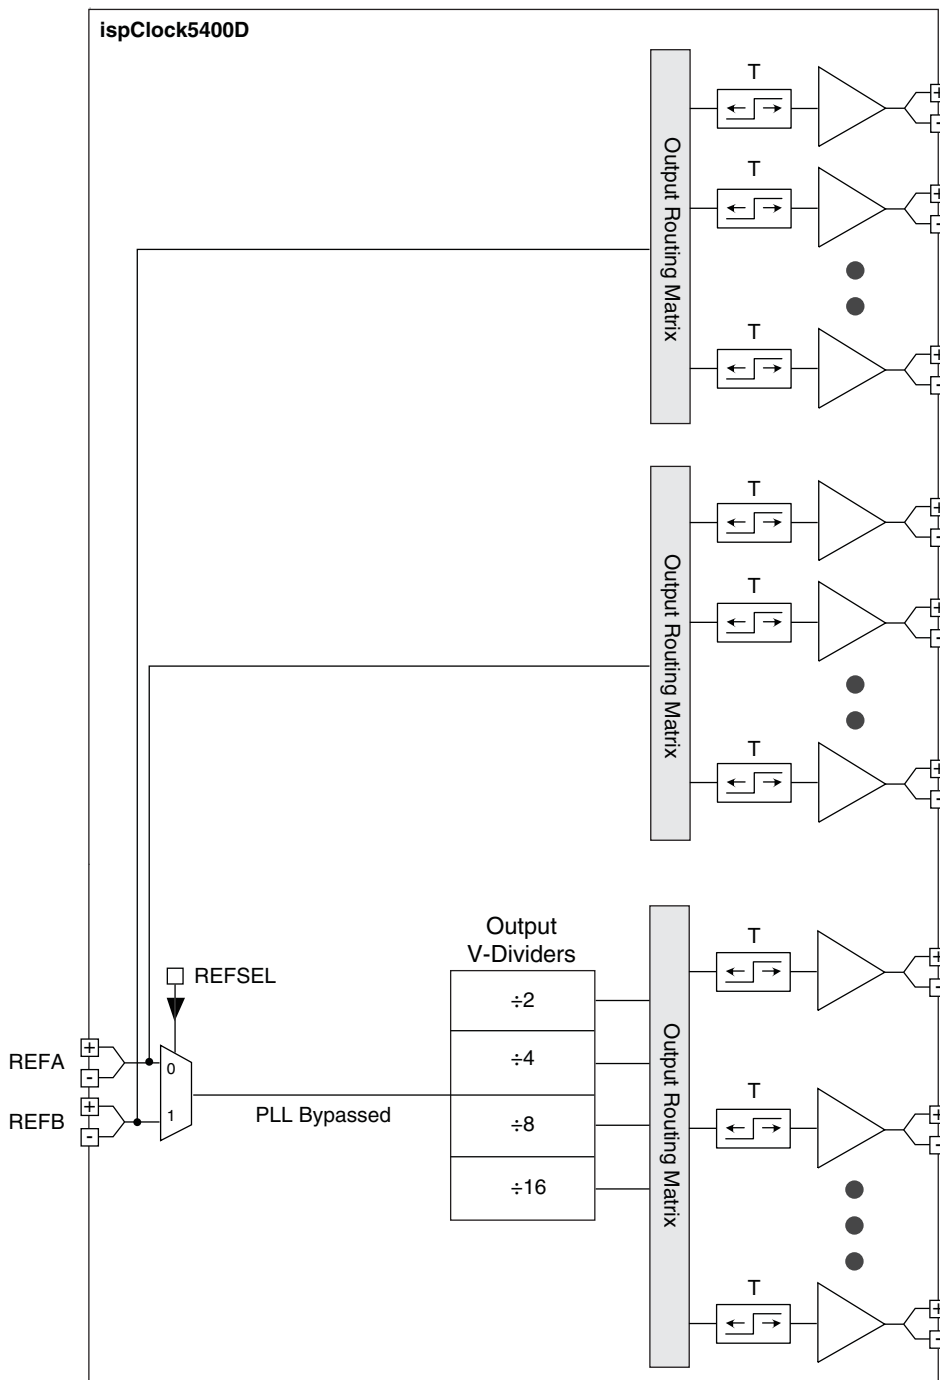 ispClock5400D
T
+
-
T
+
-
Output Routing Matrix
T
+
-
T
+
-
T
+
-
Output Routing Matrix
T
+
-
Output
V-Dividers
T
+
-
REFSEL
÷2
REFA
+
-
0
÷4
REFB
+
-
1
PLL Bypassed
÷8
Output Routing Matrix
T
+
-
÷16
T
+
-